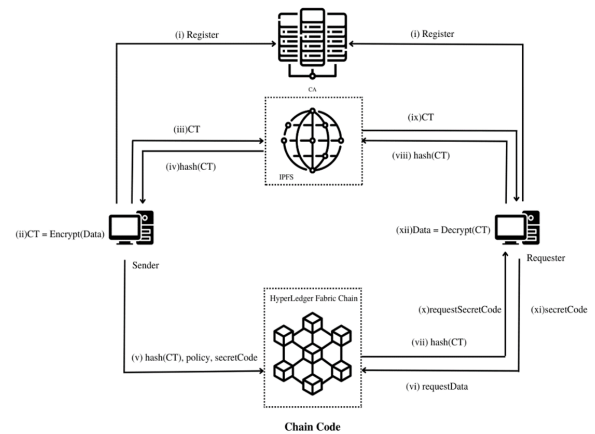 (i) Register
(i) Register
CA
(iii)CT
(ix)CT
(iv)hash(CT)
(viii) hash(CT)
IPFS
(ii)CT = Encrypt(Data)
(xii)Data = Decrypt(CT)
Sender
Requester
HyperLedger Fabric Chain
(x)requestSecretCode
(xi)secretCode
(v) hash(CT), policy, secretCode
(vii) hash(CT)
(vi) requestData
Chain Code